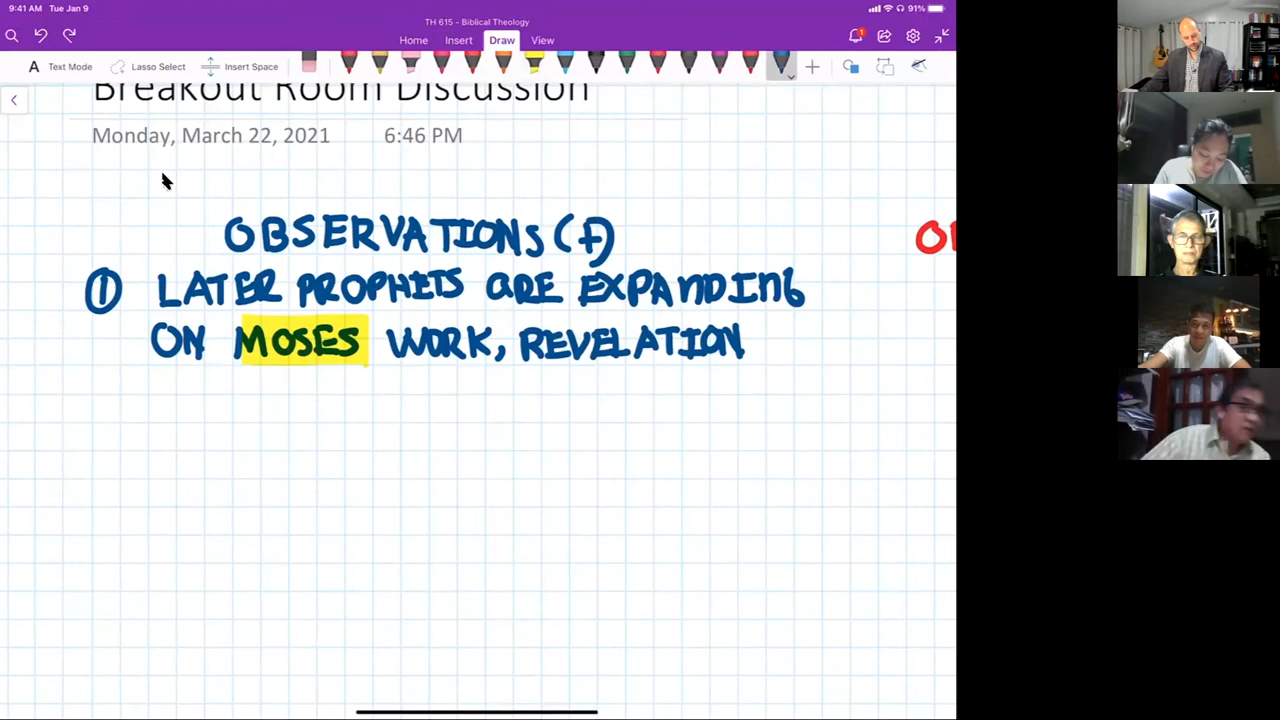 9:41 AM Tue Jan 9
91%
TH 615 - Biblical Theology
Home Insert Draw View
1
A Text Mode Lasso Select Insert Space
Breakout Room Discussion
Monday, March 22, 2021 6:46 PM
OBSERVATIONS (+)
① LATER PROPHETS ARE EXPANDING
ON MOSES WORK, REVELATION